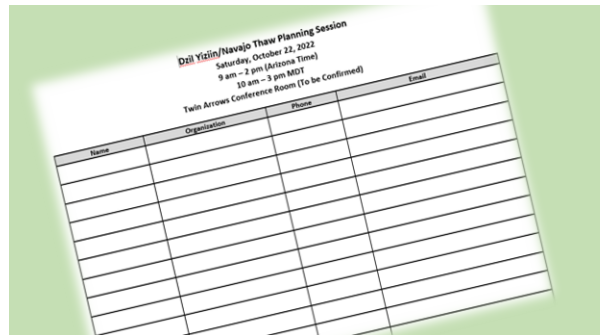 Dzil Yiziin/Navajo Thaw Planning Session
Saturday, October 22, 2022
9 am – 2 pm (Arizona Time)
10 am – 3 pm MDT
Twin Arrows Conference Room (To be Confirmed)
Name Organization Phone Email